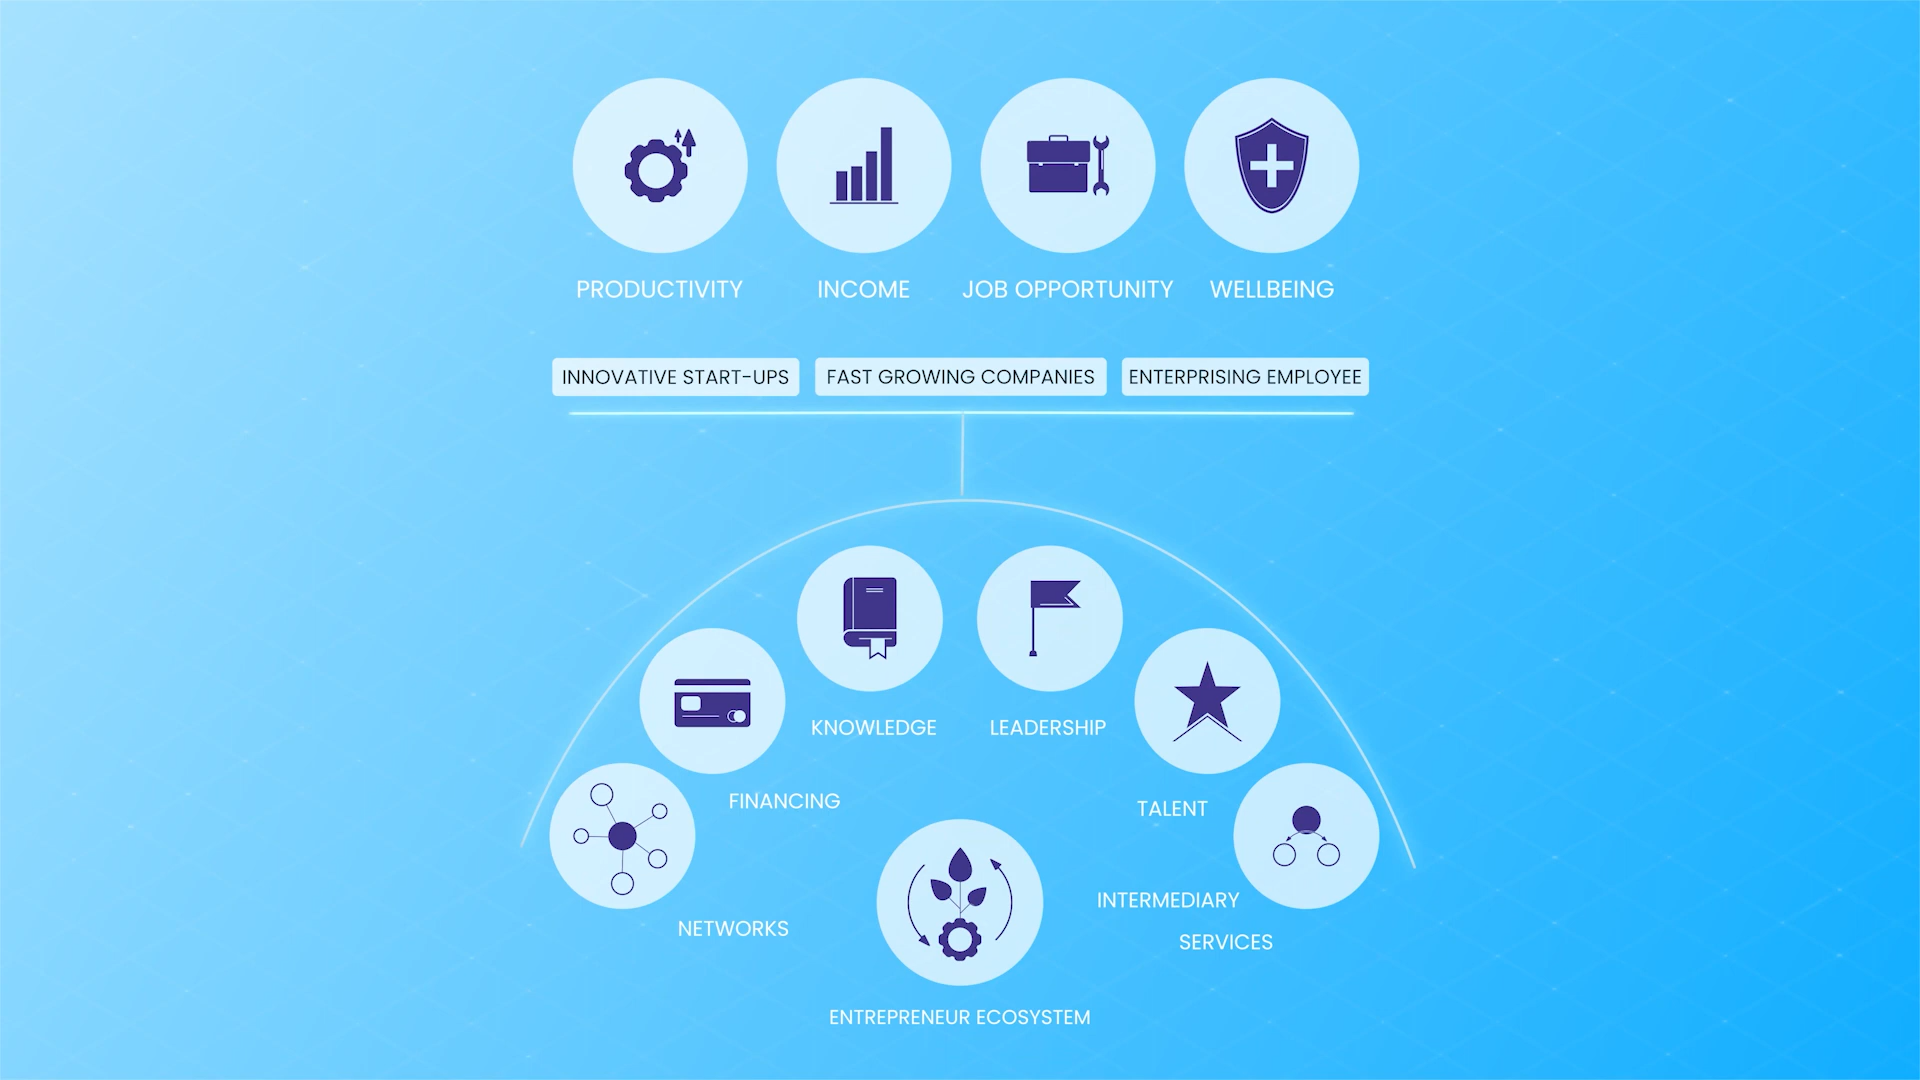 PRODUCTIVITY
INCOME
JOB OPPORTUNITY
WELLBEING
INNOVATIVE START-UPS
FAST GROWING COMPANIES
ENTERPRISING EMPLOYEE
KNOWLEDGE
LEADERSHIP
FINANCING
TALENT
NETWORKS
INTERMEDIARY
SERVICES
ENTREPRENEUR ECOSYSTEM